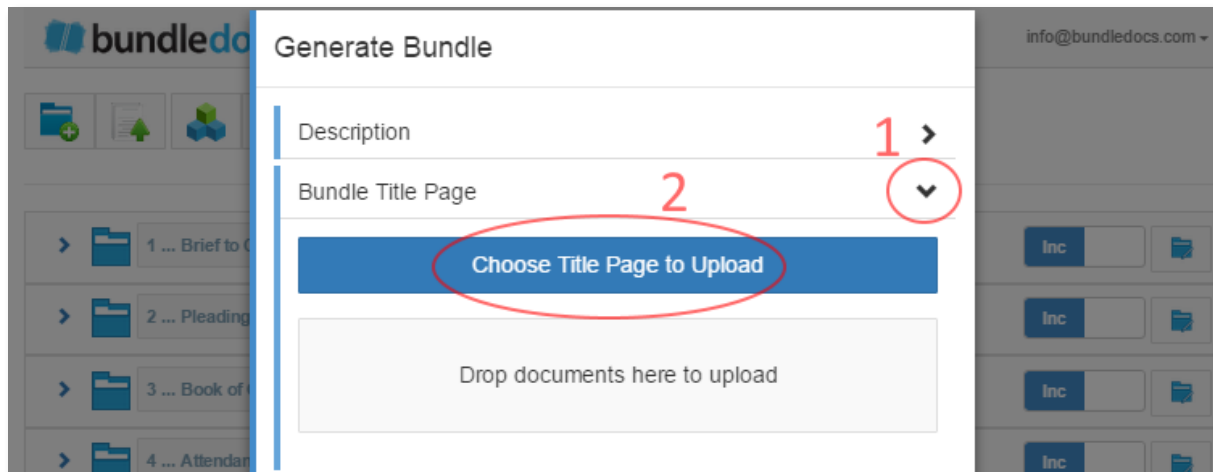 bundledo
Generate Bundle
info@bundledocs.com
Description
1
Bundle Title Page
2
Choose Title Page to Upload
Drop documents here to upload
1 ... Brief to
Inc
2 ... Pleading
Inc
3 ... Book of
Inc
4 ... Attendan
Inc